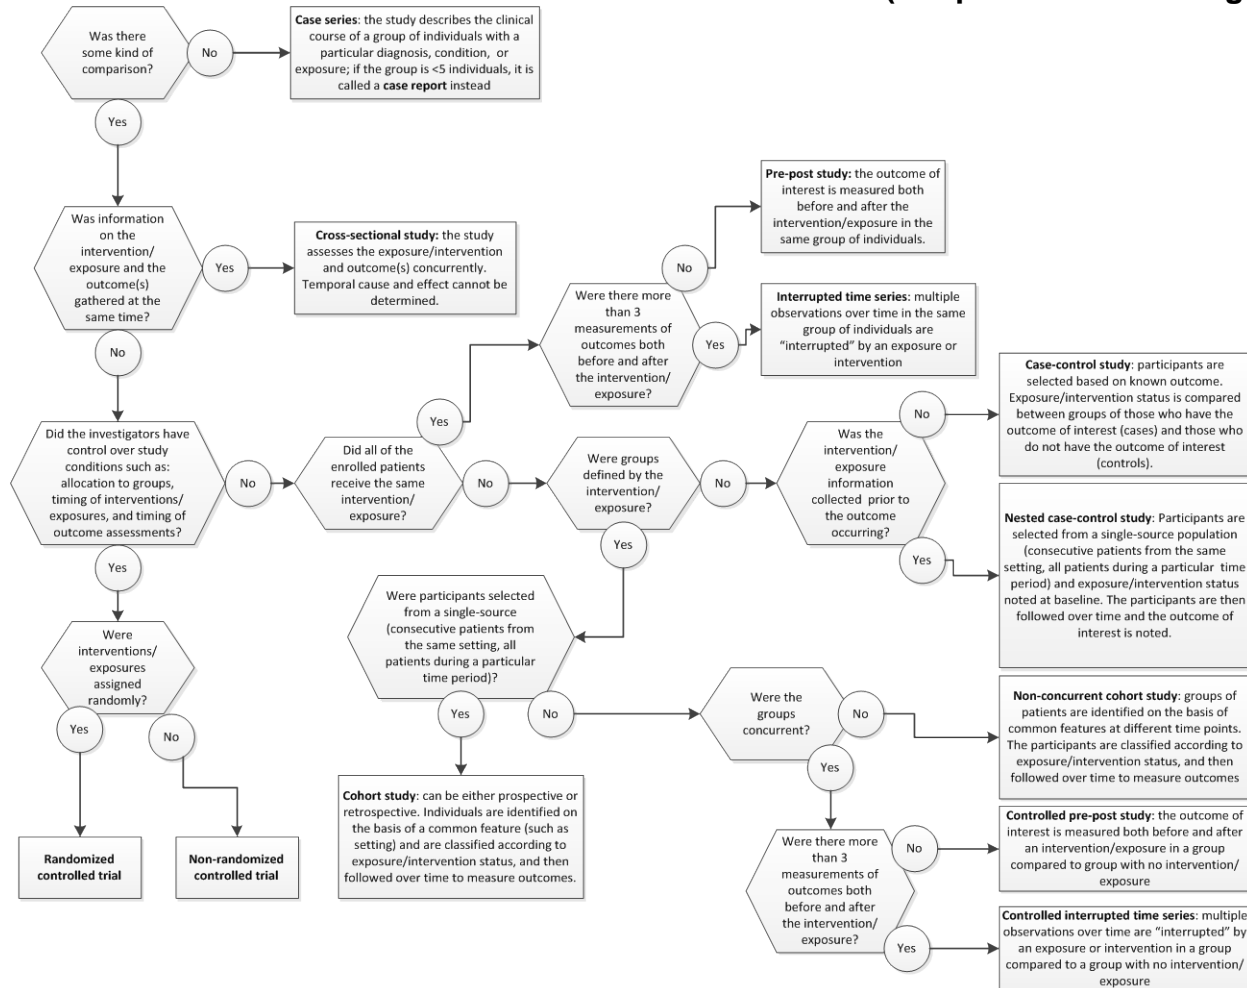 Was there
some kind of
comparison?
No
Case series: the study describes the clinical
course of a group of individuals with a
particular diagnosis, condition, or
exposure; if the group is <5 individuals, it is
called a case report instead
Yes
Was information
on the
intervention/
exposure and the
outcome(s)
gathered at the
same time?
Yes
Cross-sectional study: the study
assesses the exposure/intervention
and outcome(s) concurrently.
Temporal cause and effect cannot be
determined.
No
Did the investigators have
control over study
conditions such as:
allocation to groups,
timing of interventions/
exposures, and timing of
outcome assessments?
No
Did all of the
enrolled patients
receive the same
intervention/
exposure?
Yes
Were there more
than 3
measurements of
outcomes both
before and after
the intervention/
exposure?
No
Pre-post study: the outcome of
interest is measured both
before and after the
intervention/exposure in the
same group of individuals.
Yes
Interrupted time series: multiple
observations over time in the same
group of individuals are
“interrupted” by an exposure or
intervention
No
Were groups
defined by the
intervention/
exposure?
No
Was the
intervention/
exposure
information
collected prior to
the outcome
occurring?
No
Case-control study: participants are
selected based on known outcome.
Exposure/intervention status is compared
between groups of those who have the
outcome of interest (cases) and those who
do not have the outcome of interest
(controls).
Yes
Nested case-control study: Participants are
selected from a single-source population
(consecutive patients from the same
setting, all patients during a particular time
period) and exposure/intervention status
noted at baseline. The participants are then
followed over time and the outcome of
interest is noted.
Yes
Were participants selected
from a single-source
(consecutive patients from
the same setting, all
patients during a particular
time period)?
Yes
Cohort study: can be either prospective or
retrospective. Individuals are identified on
the basis of a common feature (such as
setting) and are classified according to
exposure/intervention status, and then
followed over time to measure outcomes.
No
Were the
groups
concurrent?
No
Non-concurrent cohort study: groups of
patients are identified on the basis of
common features at different time points.
The participants are classified according to
exposure/intervention status, and then
followed over time to measure outcomes
Yes
Were there more
than 3
measurements of
outcomes both
before and after
the intervention/
exposure?
No
Controlled pre-post study: the outcome of
interest is measured both before and after
an intervention/exposure in a group
compared to group with no intervention/
exposure
Yes
Controlled interrupted time series: multiple
observations over time are “interrupted” by
an exposure or intervention in a group
compared to a group with no intervention/
exposure
Yes
Were
interventions/
exposures
assigned
randomly?
Yes
No
Randomized
controlled trial
Non-randomized
controlled trial